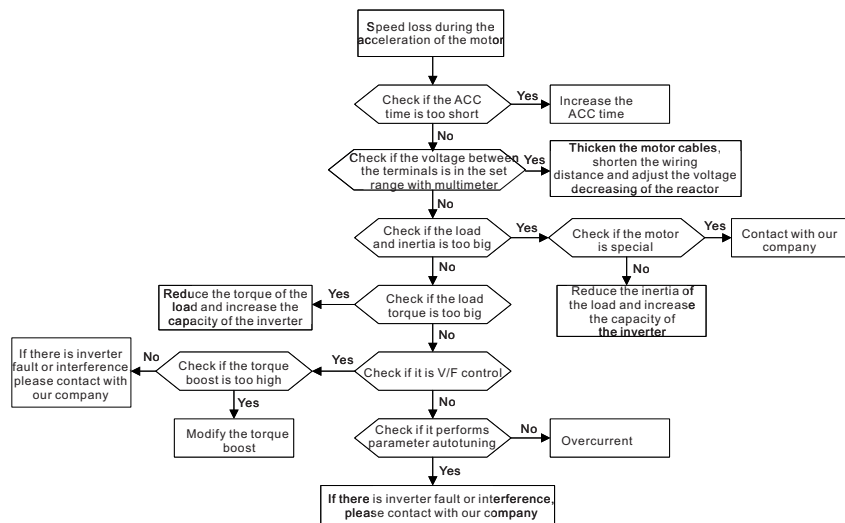 Speed loss during the
acceleration of the motor
Check if the ACC
time is too short
Yes
Increase the
ACC time
No
Check if the voltage between
the terminals is in the set
range with multimeter
Yes
Thicken the motor cables,
shorten the wiring
distance and adjust the voltage
decreasing of the reactor
No
Check if the load
and inertia is too big
Yes
Check if the motor
is special
Yes
Contact with our
company
No
No
Reduce the inertia of
the load and increase
the capacity of
the inverter
Reduce the torque of the
load and increase the
capacity of the inverter
Yes
Check if the load
torque is too big
No
If there is inverter
fault or interference
please contact with
our company
No
Check if the torque
boost is too high
Yes
Check if it is V/F control
Yes
No
Modify the torque
boost
Check if it performs
parameter autotuning
No
Overcurrent
Yes
If there is inverter fault or interference,
please contact with our company